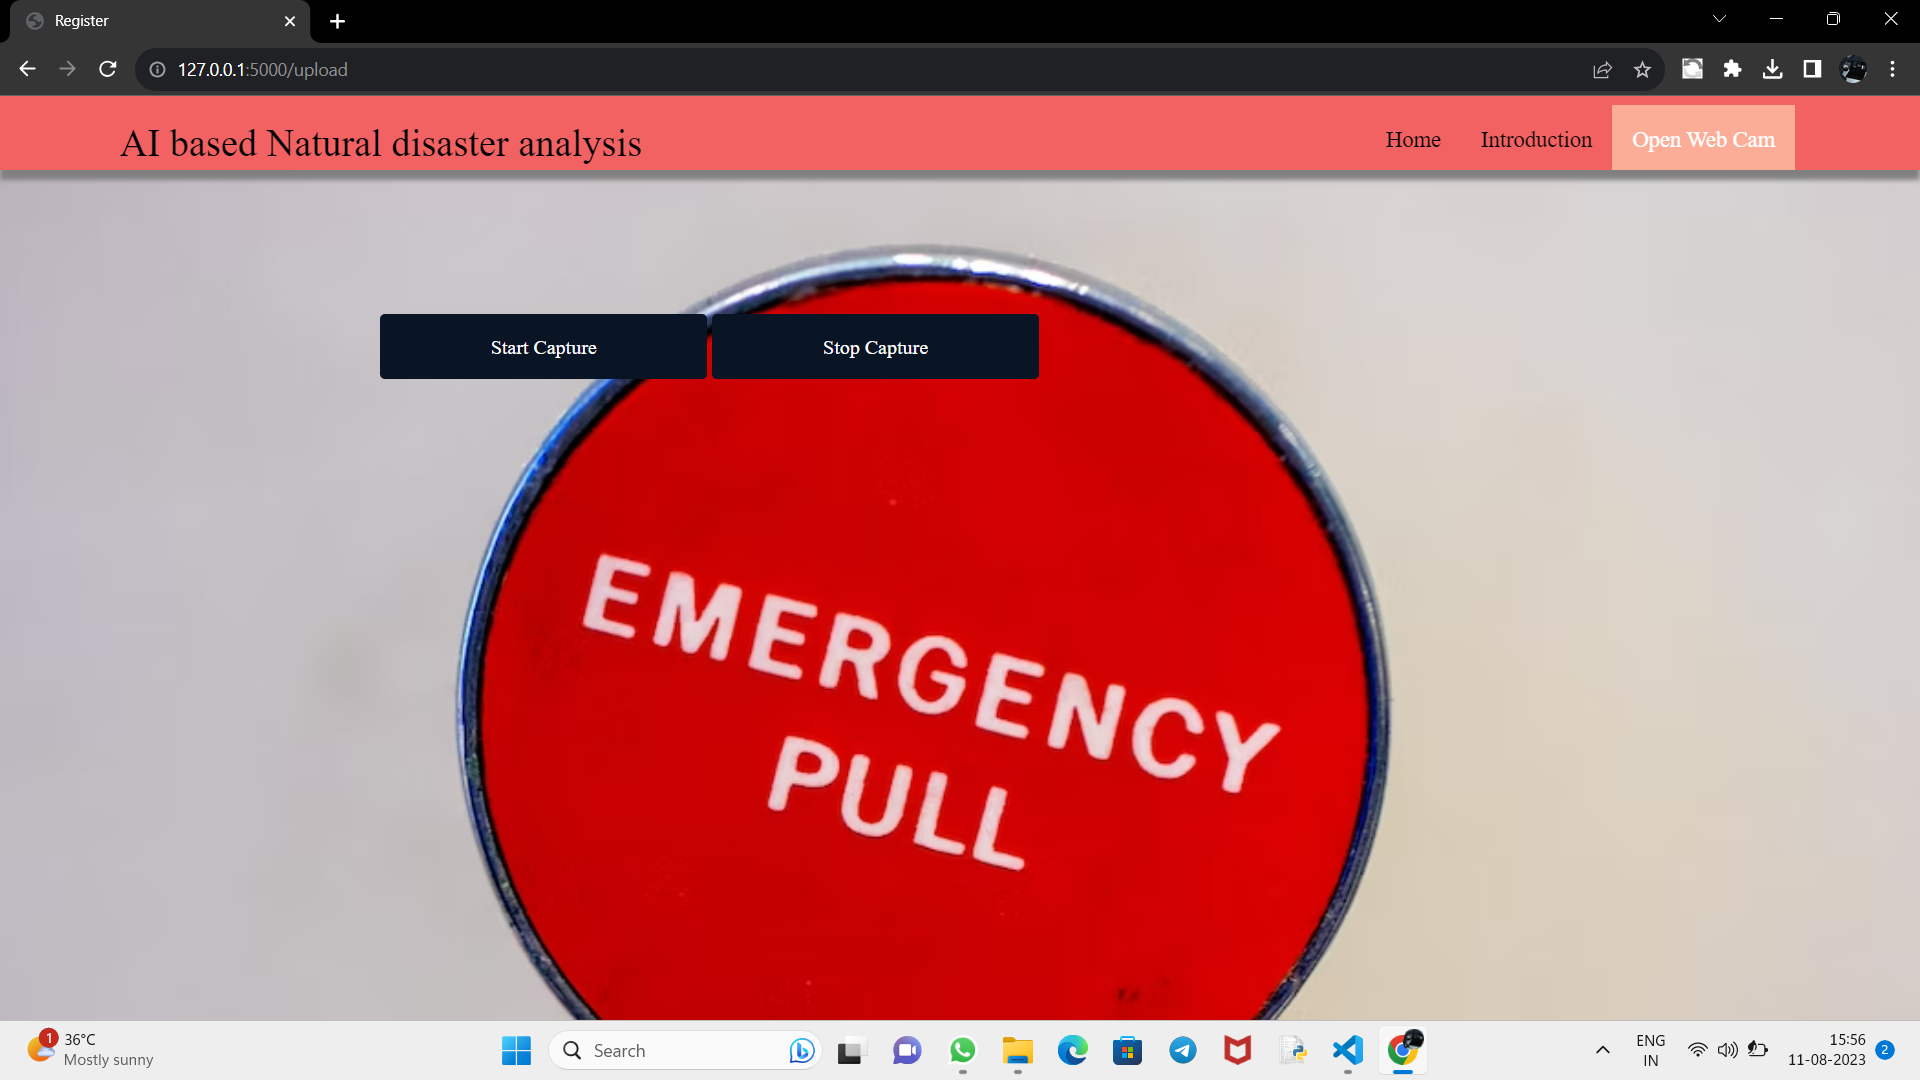 Register
127.0.0.1:5000/upload
AI based Natural disaster analysis
Home
Introduction
Open Web Cam
Start Capture
Stop Capture
EMERGENCY
PULL
1
36°C
Mostly sunny
Search
ENG
IN
15:56
11-08-2023
2